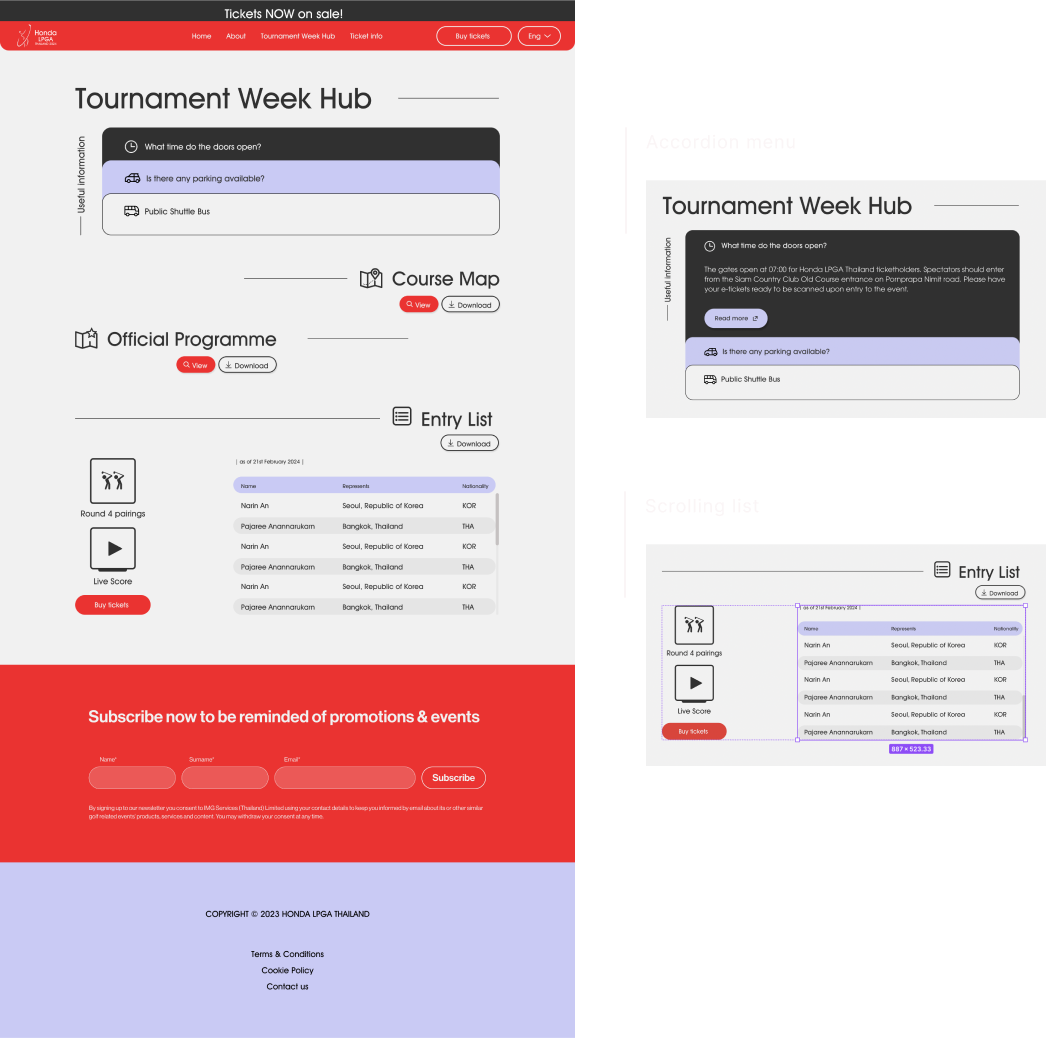 Tickets NOW on sale!
Honda
LPGA
THAILAND 2024
Home
About
Tournament Week Hub
Ticket info
Buy tickets
Eng
Tournament Week Hub
Useful information
What time do the doors open?
Is there any parking available?
Public Shuttle Bus
Course Map
View
Download
Official Programme
View
Download
Entry List
Download
Round 4 pairings
Live Score
Buy tickets
| as of 21st February 2024 |
Name Represents Nationality
Narin An Seoul, Republic of Korea KOR
Pajaree Anannarukarn Bangkok, Thailand THA
Narin An Seoul, Republic of Korea KOR
Pajaree Anannarukarn Bangkok, Thailand THA
Narin An Seoul, Republic of Korea KOR
Pajaree Anannarukarn Bangkok, Thailand THA
Subscribe now to be reminded of promotions & events
Name*
Surname*
Email*
Subscribe
By signing up to our newsletter you consent to IMG Services (Thailand) Limited using your contact details to keep you informed by email about its or other similar
golf related events' products, services and content. You may withdraw your consent at any time.
COPYRIGHT © 2023 HONDA LPGA THAILAND
Terms & Conditions
Cookie Policy
Contact us
Accordion menu
Tournament Week Hub
Useful information
What time do the doors open?
The gates open at 07:00 for Honda LPGA Thailand ticketholders. Spectators should enter
from the Siam Country Club Old Course entrance on Pornprapa Nimit road. Please have
your e-tickets ready to be scanned upon entry to the event.
Read more
Is there any parking available?
Public Shuttle Bus
Scrolling list
Entry List
Download
Round 4 pairings
Live Score
Buy tickets
as of 21st February 2024 |
Name Represents Nationality
Narin An Seoul, Republic of Korea KOR
Pajaree Anannarukarn Bangkok, Thailand THA
Narin An Seoul, Republic of Korea KOR
Pajaree Anannarukarn Bangkok, Thailand THA
Narin An Seoul, Republic of Korea KOR
Pajaree Anannarukarn Bangkok, Thailand THA
887 × 523.33